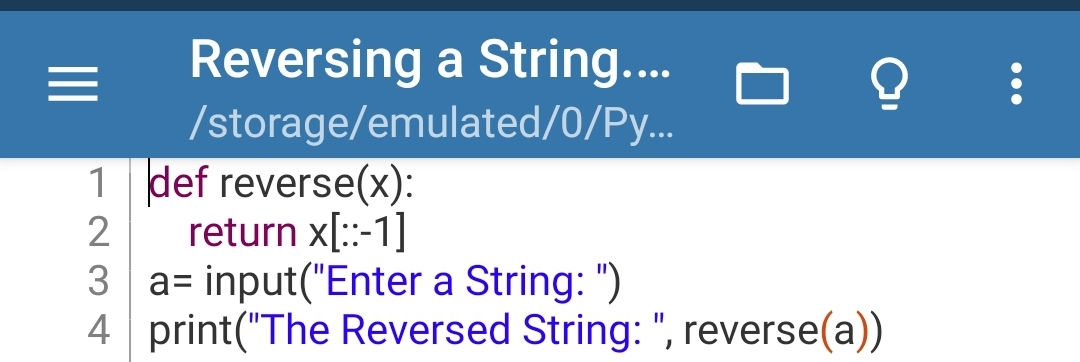 Reversing a String....
/storage/emulated/0/Py...
1 def reverse(x):
2     return x[::-1]
3 a= input("Enter a String: ")
4 print("The Reversed String: ", reverse(a))